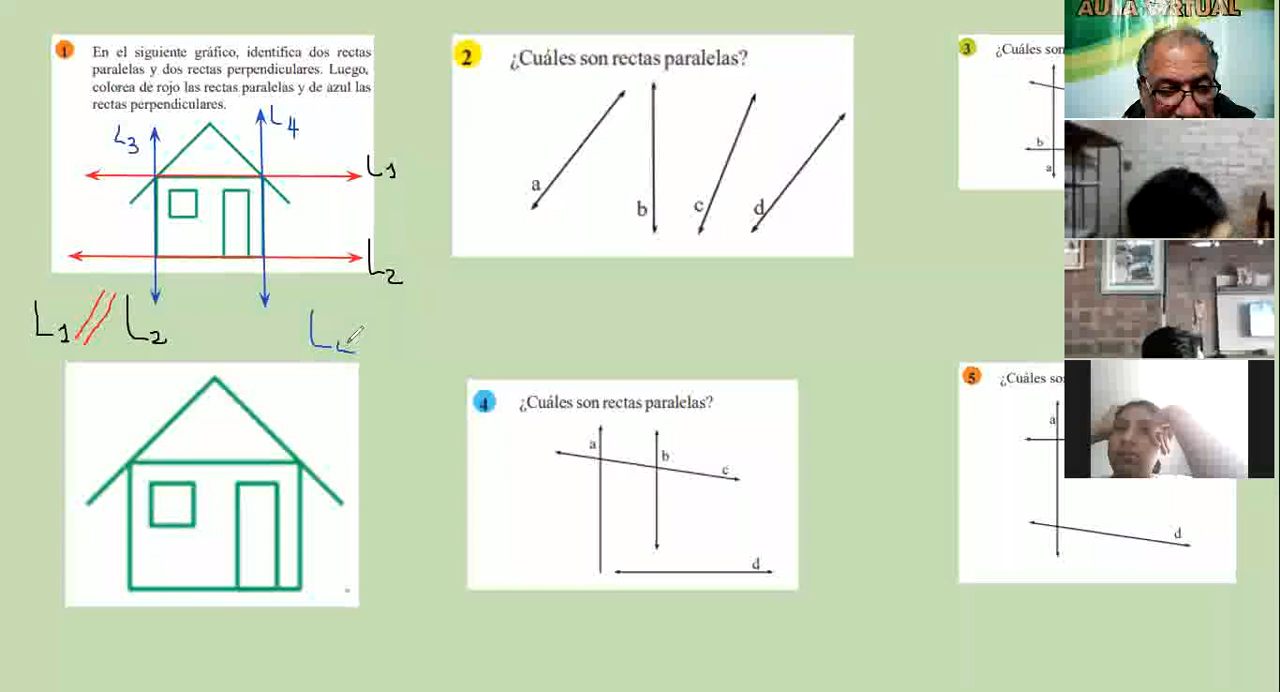 AULA VIRTUAL
1
En el siguiente gráfico, identifica dos rectas
paralelas y dos rectas perpendiculares. Luego,
colorea de rojo las rectas paralelas y de azul las
rectas perpendiculares.
L3
L4
L1
L2
L1 // L2
2
¿Cuáles son rectas paralelas?
a
b
c
d
3
¿Cuáles son
b
a
4
¿Cuáles son rectas paralelas?
a
b
c
d
5
¿Cuáles so
a
d